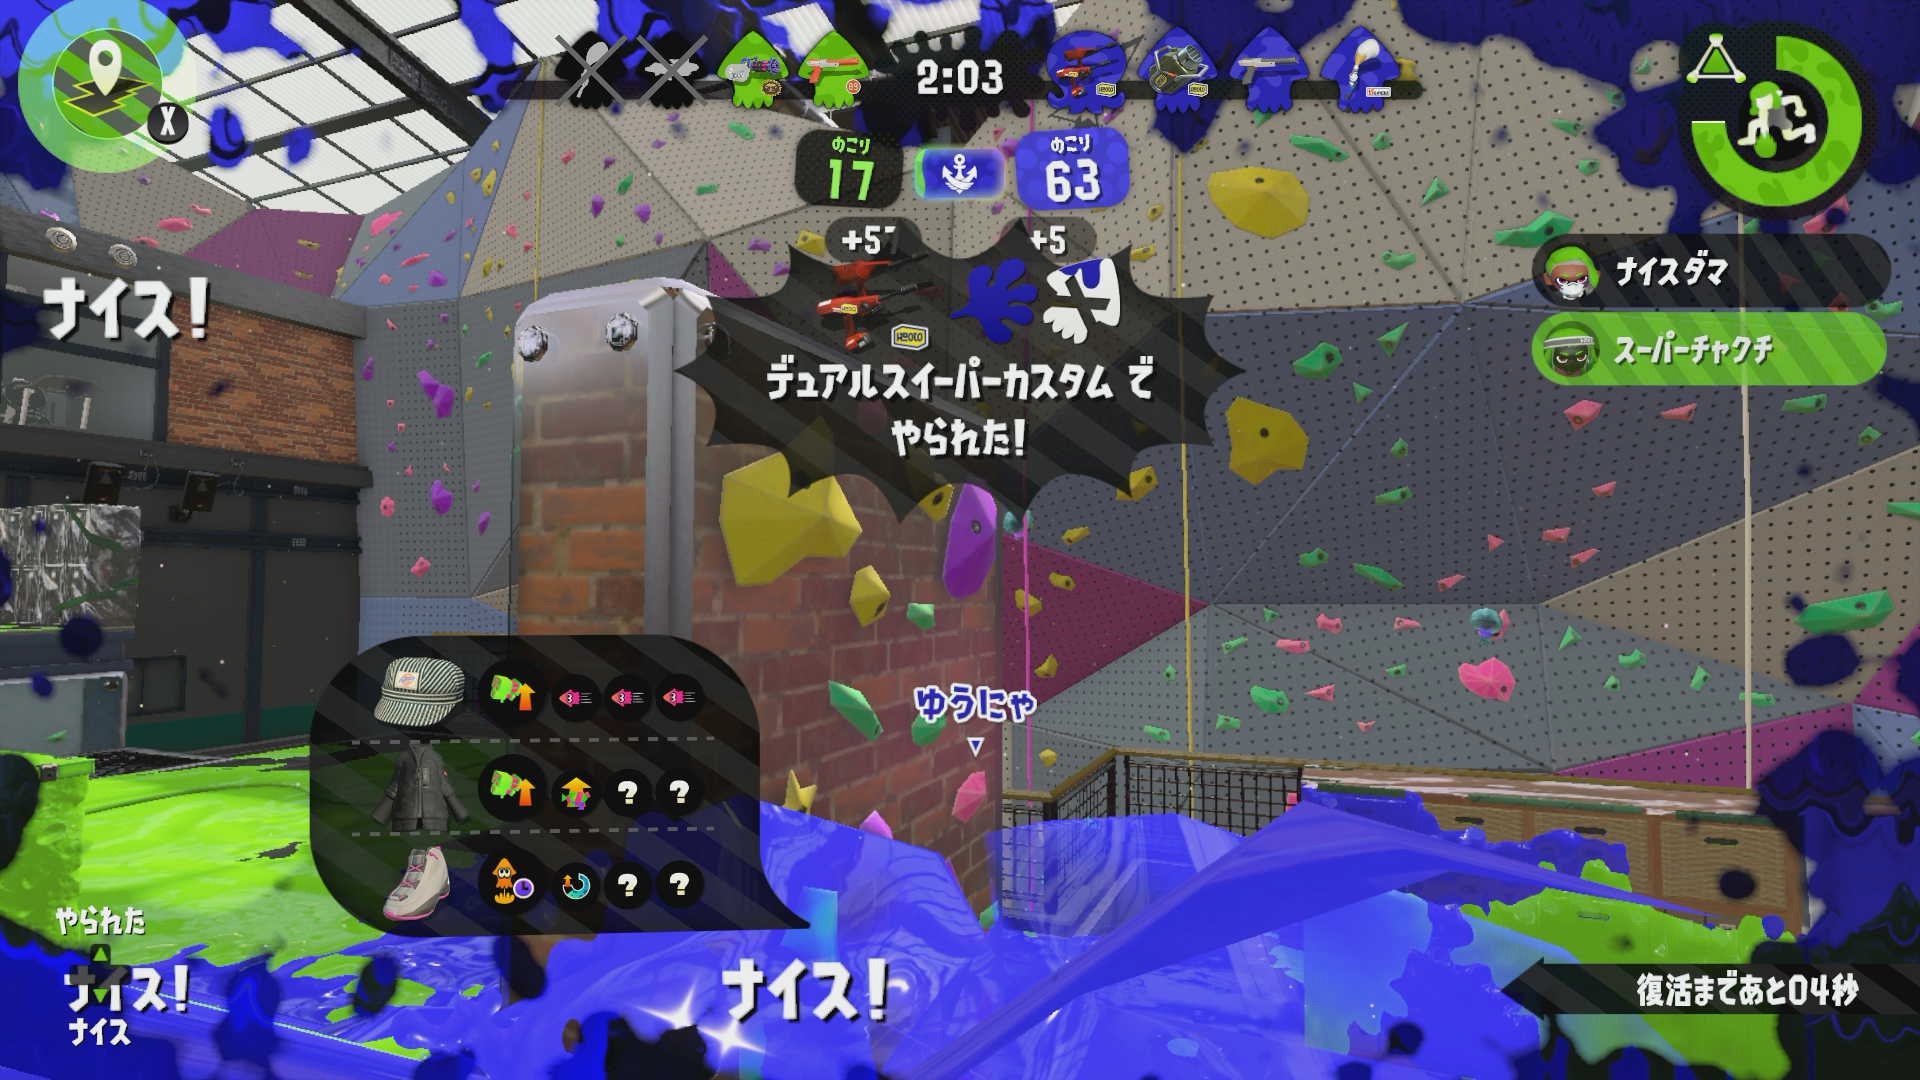 X
2:03
89
のこり
17
のこり
63
+57
+5
ナイス!
ナイスダマ
スーパーチャクチ
デュアルスイーパーカスタム で
やられた!
ゆうにゃ
? ?
? ?
やられた
ナイス!
ナイス
ナイス!
復活まであと04秒